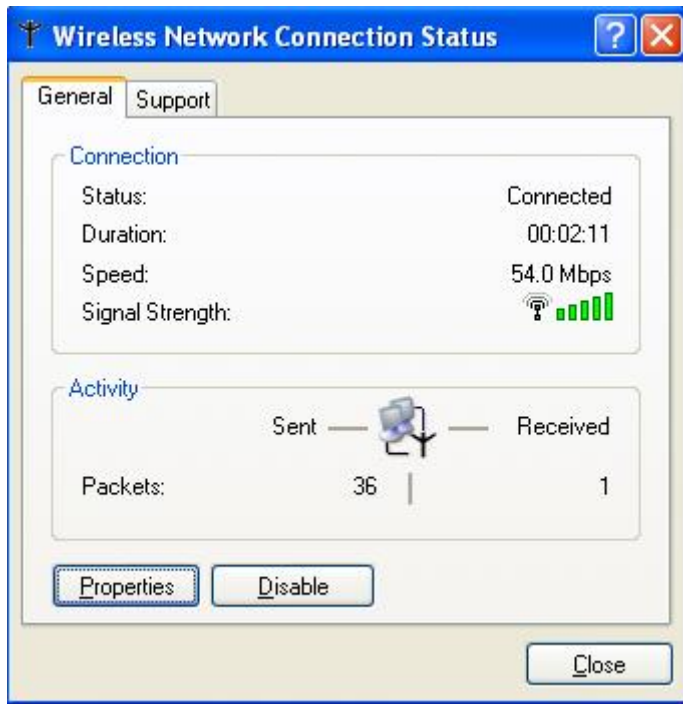 Wireless Network Connection Status
General Support
Connection
Status: Connected
Duration: 00:02:11
Speed: 54.0 Mbps
Signal Strength:
Activity
Sent Received
Packets: 36 1
Properties Disable
Close